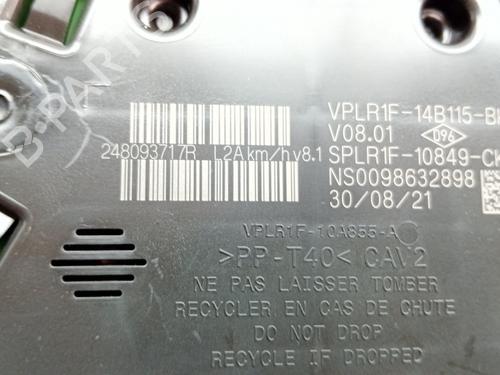 VPLR1F-14B115-B
V08.01
096
248093717R L2A km/h v8.1
SPLR1F-10849-C
NS0098632898
30/08/21
VPLR1F-10A855-A
>PP-T40< CAV2
NE PAS LAISSER TOMBER
RECYCLER EN CAS DE CHUTE
DO NOT DROP
RECYCLE IF DROPPED
B-PARTS